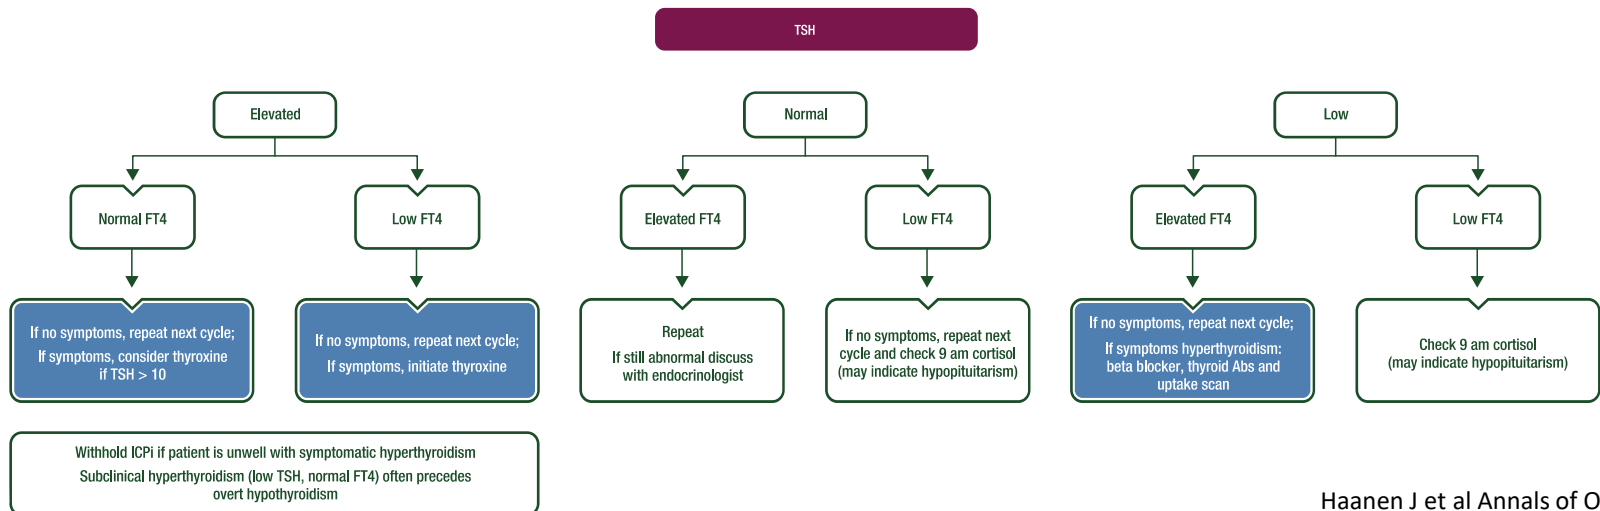 TSH
Elevated
Normal
Low
Normal FT4
Low FT4
Elevated FT4
Low FT4
Elevated FT4
Low FT4
If no symptoms, repeat next cycle;
If symptoms, consider thyroxine
if TSH > 10
If no symptoms, repeat next cycle;
If symptoms, initiate thyroxine
Repeat
If still abnormal discuss
with endocrinologist
If no symptoms, repeat next
cycle and check 9 am cortisol
(may indicate hypopituitarism)
If no symptoms, repeat next cycle;
If symptoms hyperthyroidism:
beta blocker, thyroid Abs and
uptake scan
Check 9 am cortisol
(may indicate hypopituitarism)
Withhold ICPi if patient is unwell with symptomatic hyperthyroidism
Subclinical hyperthyroidism (low TSH, normal FT4) often precedes
overt hypothyroidism
Haanen J et al Annals of O